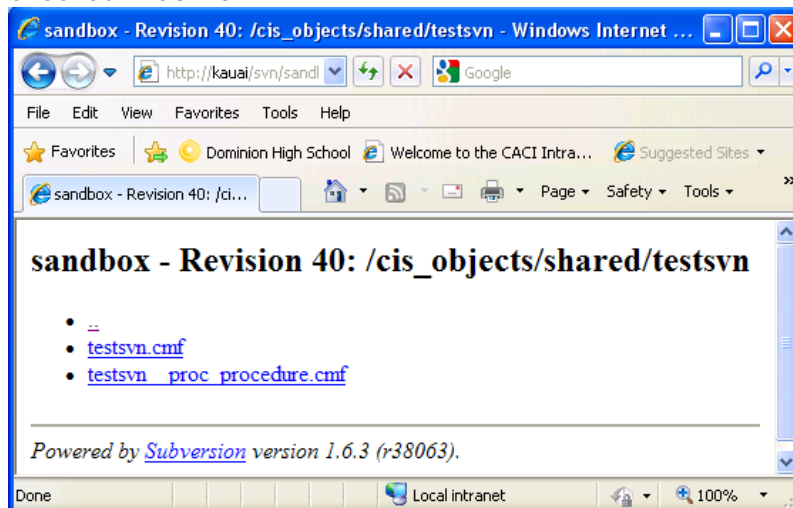 sandbox - Revision 40: /cis_objects/shared/testsvn - Windows Internet ...
http://kauai/svn/sandl
Google
File Edit View Favorites Tools Help
Favorites Dominion High School Welcome to the CACI Intra... Suggested Sites
sandbox - Revision 40: /ci... Page Safety Tools »
sandbox - Revision 40: /cis_objects/shared/testsvn
• ..
• testsvn.cmf
• testsvn__proc_procedure.cmf
Powered by Subversion version 1.6.3 (r38063).
Done Local intranet 100%